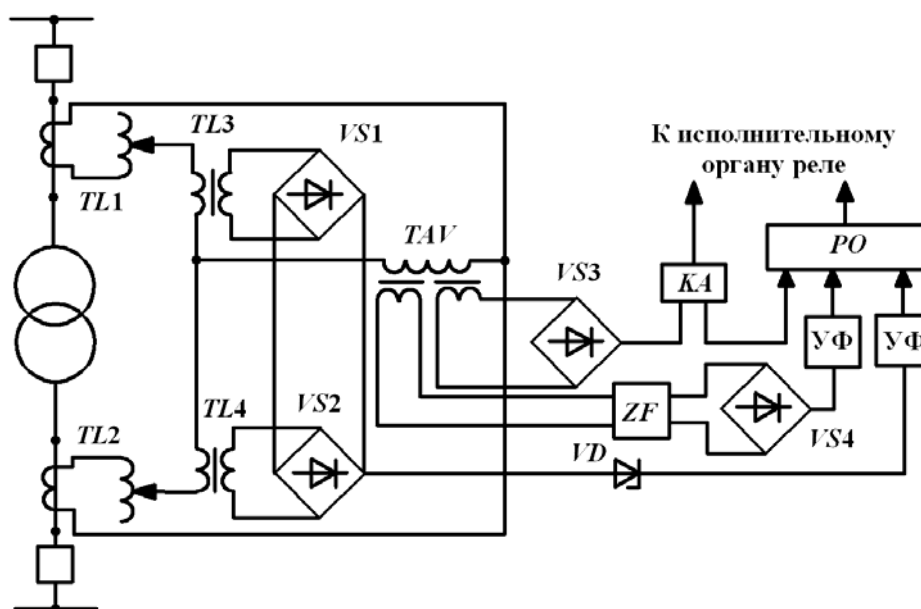 TL3
VS1
К исполнительному
органу реле
TL1
TAV
VS3
PO
KA
УФ
УФ
TL4
VS2
TL2
ZF
VS4
VD